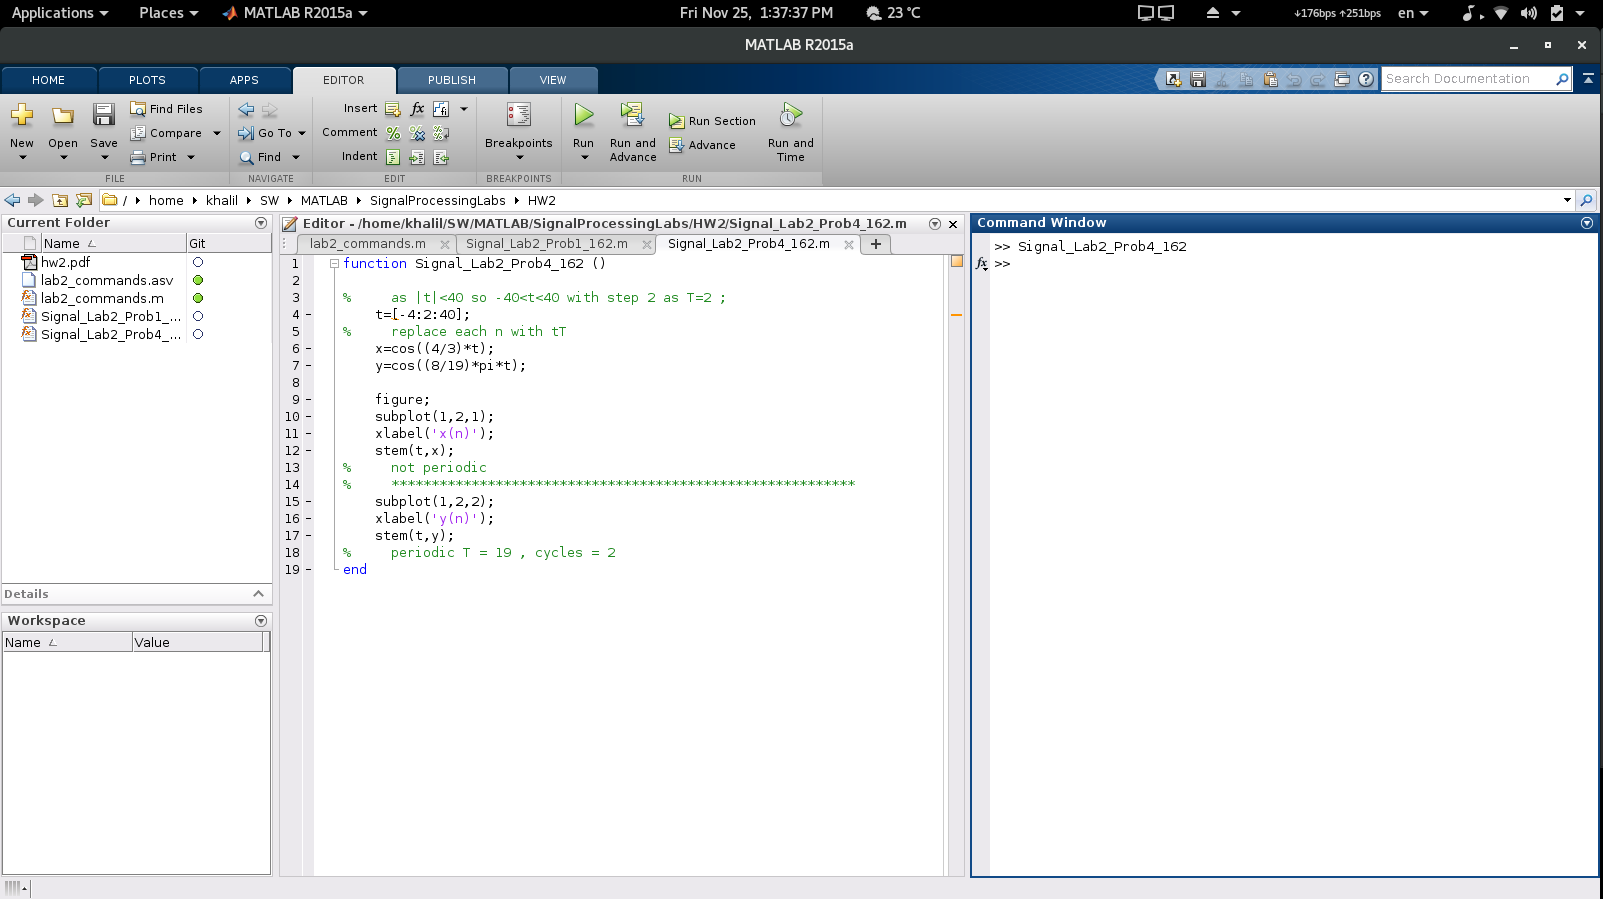 Applications Places MATLAB R2015a Fri Nov 25, 1:37:37 PM 23 °C ↓176bps ↑251bps en
MATLAB R2015a
HOME PLOTS APPS EDITOR PUBLISH VIEW Search Documentation
New Open Save Find Files Compare Print
Go To Find
Insert fx
Comment
Indent
Breakpoints
Run Run and Advance Run Section Advance Run and Time
FILE NAVIGATE EDIT BREAKPOINTS RUN
/ home khalil SW MATLAB SignalProcessingLabs HW2
Current Folder
Name Git
hw2.pdf
lab2_commands.asv
lab2_commands.m
Signal_Lab2_Prob1_...
Signal_Lab2_Prob4_...
Details
Workspace
Name Value
Editor - /home/khalil/SW/MATLAB/SignalProcessingLabs/HW2/Signal_Lab2_Prob4_162.m
lab2_commands.m Signal_Lab2_Prob1_162.m Signal_Lab2_Prob4_162.m +
1 function Signal_Lab2_Prob4_162 ()
2
3 % as |t|<40 so -40<t<40 with step 2 as T=2 ;
4 - t=[-4:2:40];
5 % replace each n with tT
6 - x=cos((4/3)*t);
7 - y=cos((8/19)*pi*t);
8
9 - figure;
10 - subplot(1,2,1);
11 - xlabel('x(n)');
12 - stem(t,x);
13 % not periodic
14 % **********************************************************
15 - subplot(1,2,2);
16 - xlabel('y(n)');
17 - stem(t,y);
18 % periodic T = 19 , cycles = 2
19 - end
Command Window
>> Signal_Lab2_Prob4_162
fx >>